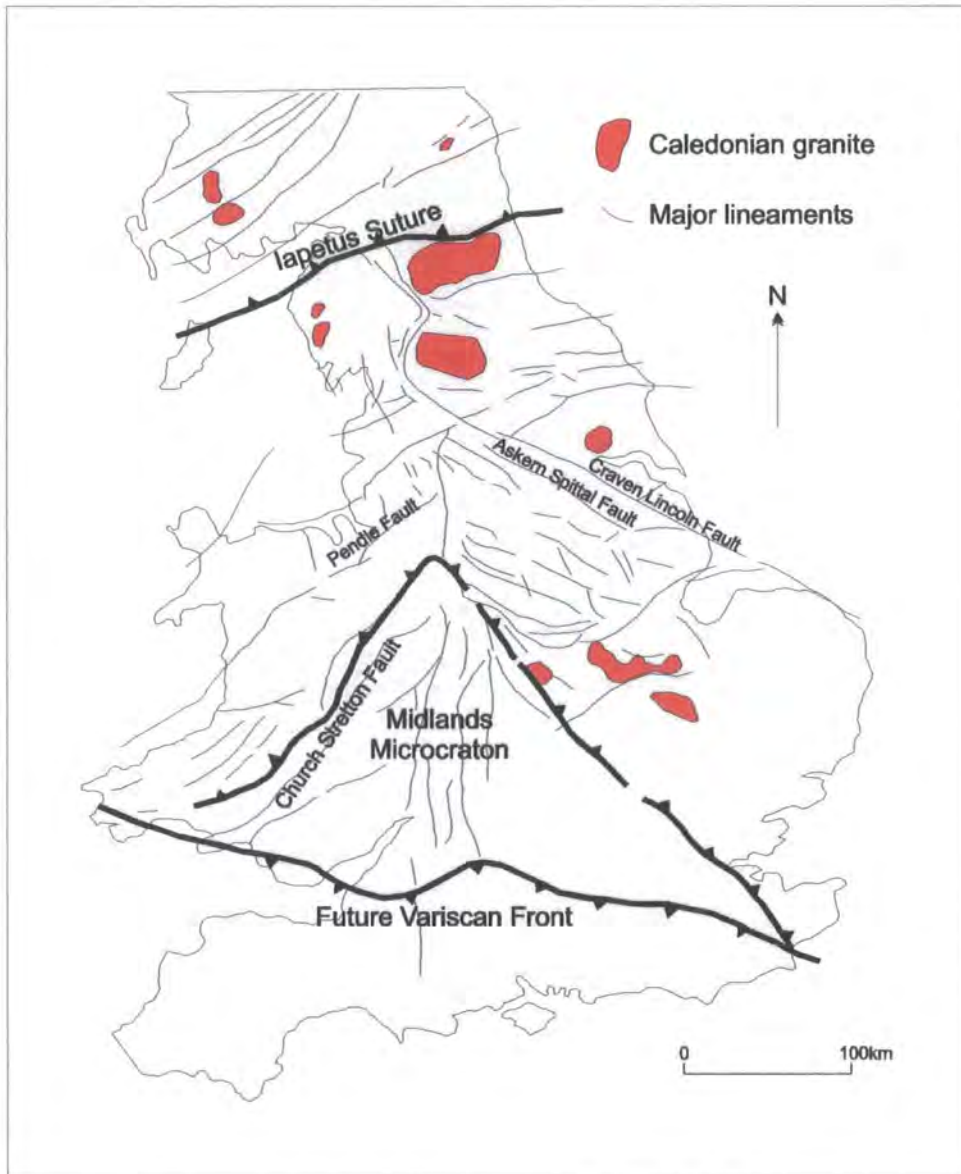 Caledonian granite
Major lineaments
Iapetus Suture
N
Askern Spittal Fault
Craven Lincoln Fault
Pendle Fault
Church Stretton Fault
Midlands
Microcraton
Future Variscan Front
0 100km